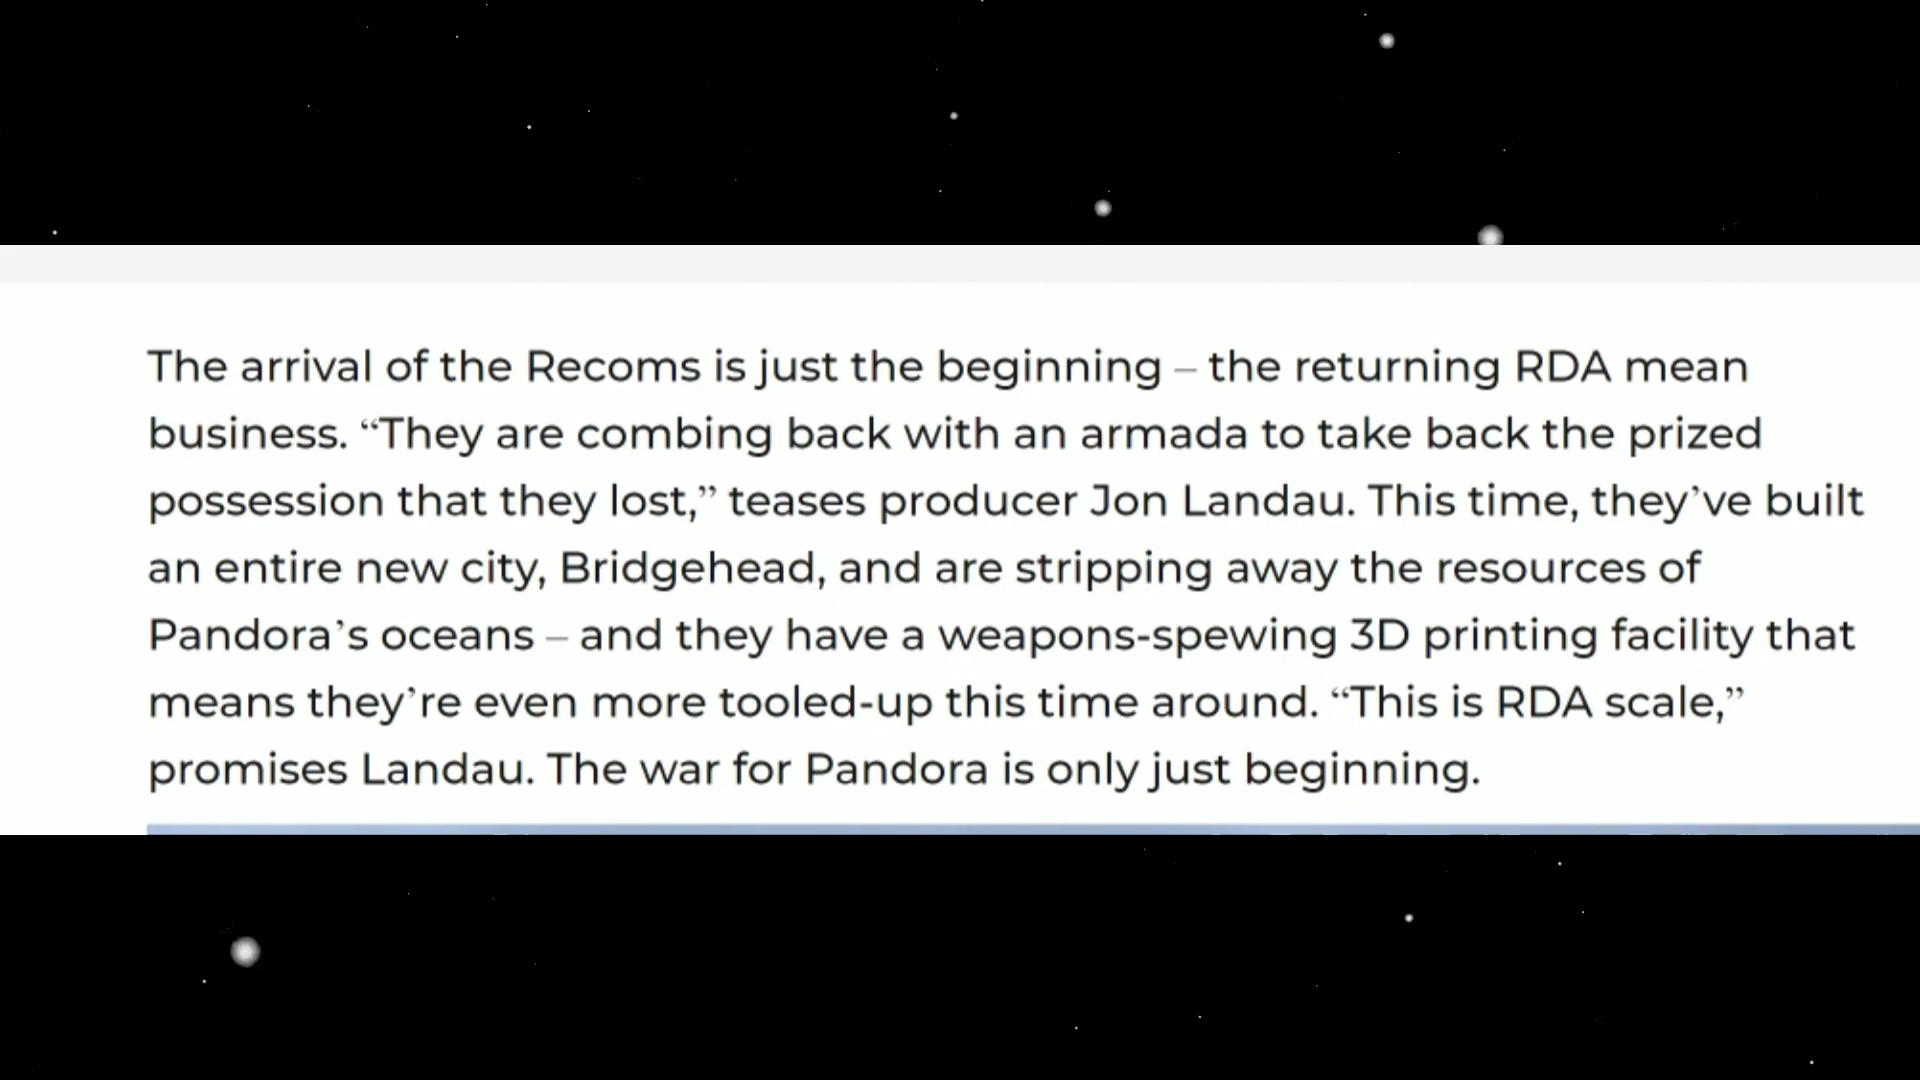 The arrival of the Recoms is just the beginning – the returning RDA mean
business. “They are combing back with an armada to take back the prized
possession that they lost,” teases producer Jon Landau. This time, they’ve built
an entire new city, Bridgehead, and are stripping away the resources of
Pandora’s oceans – and they have a weapons-spewing 3D printing facility that
means they’re even more tooled-up this time around. “This is RDA scale,”
promises Landau. The war for Pandora is only just beginning.